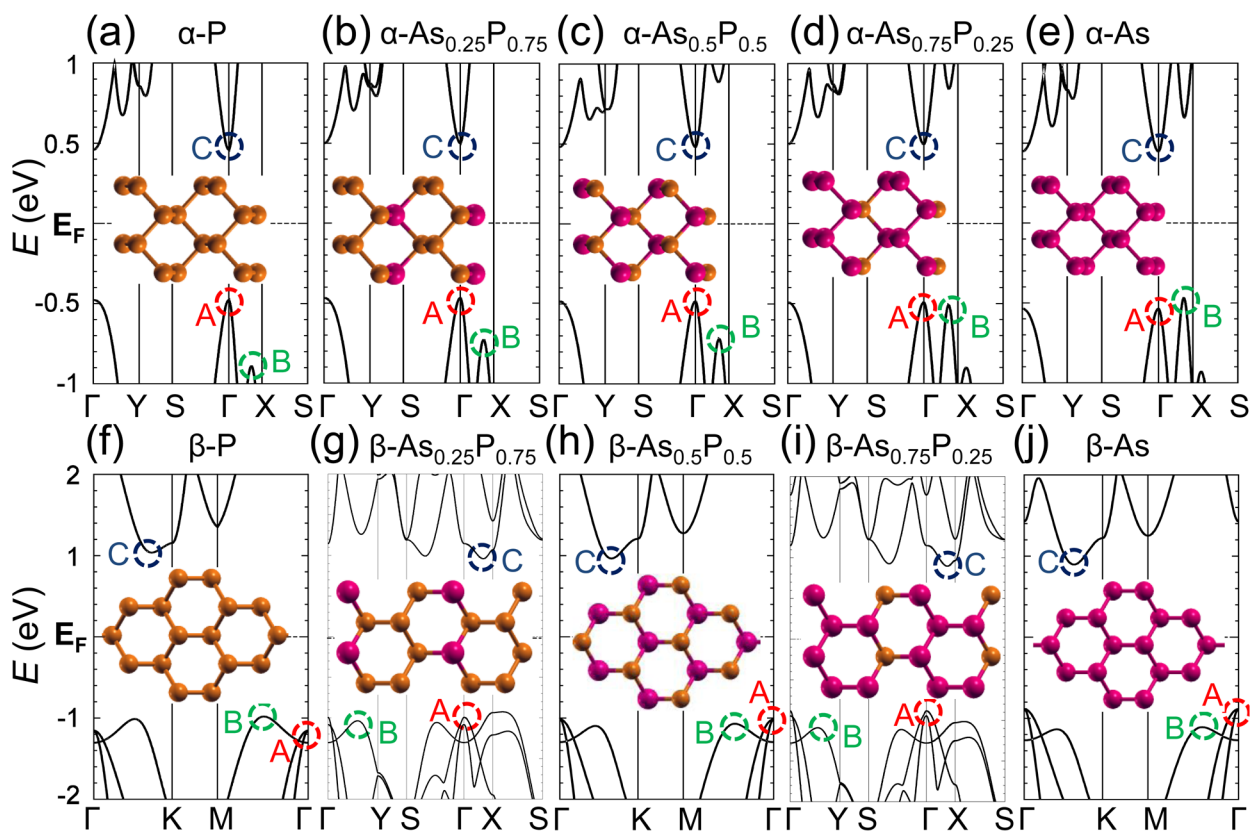 (a) α-P
(b) α-As0.25P0.75
(c) α-As0.5P0.5
(d) α-As0.75P0.25
(e) α-As
E (eV)
1
0.5
EF
-0.5
-1
C
A
B
C
A
B
C
A
B
C
A
B
C
A
B
Γ Y S Γ X S
Γ Y S Γ X S
Γ Y S Γ X S
Γ Y S Γ X S
Γ Y S Γ X S
(f) β-P
(g) β-As0.25P0.75
(h) β-As0.5P0.5
(i) β-As0.75P0.25
(j) β-As
E (eV)
2
1
EF
-1
-2
C
B
A
C
B
A
C
B
A
C
B
A
C
B
A
Γ K M Γ
Γ Y S Γ X S
Γ K M Γ
Γ Y S Γ X S
Γ K M Γ